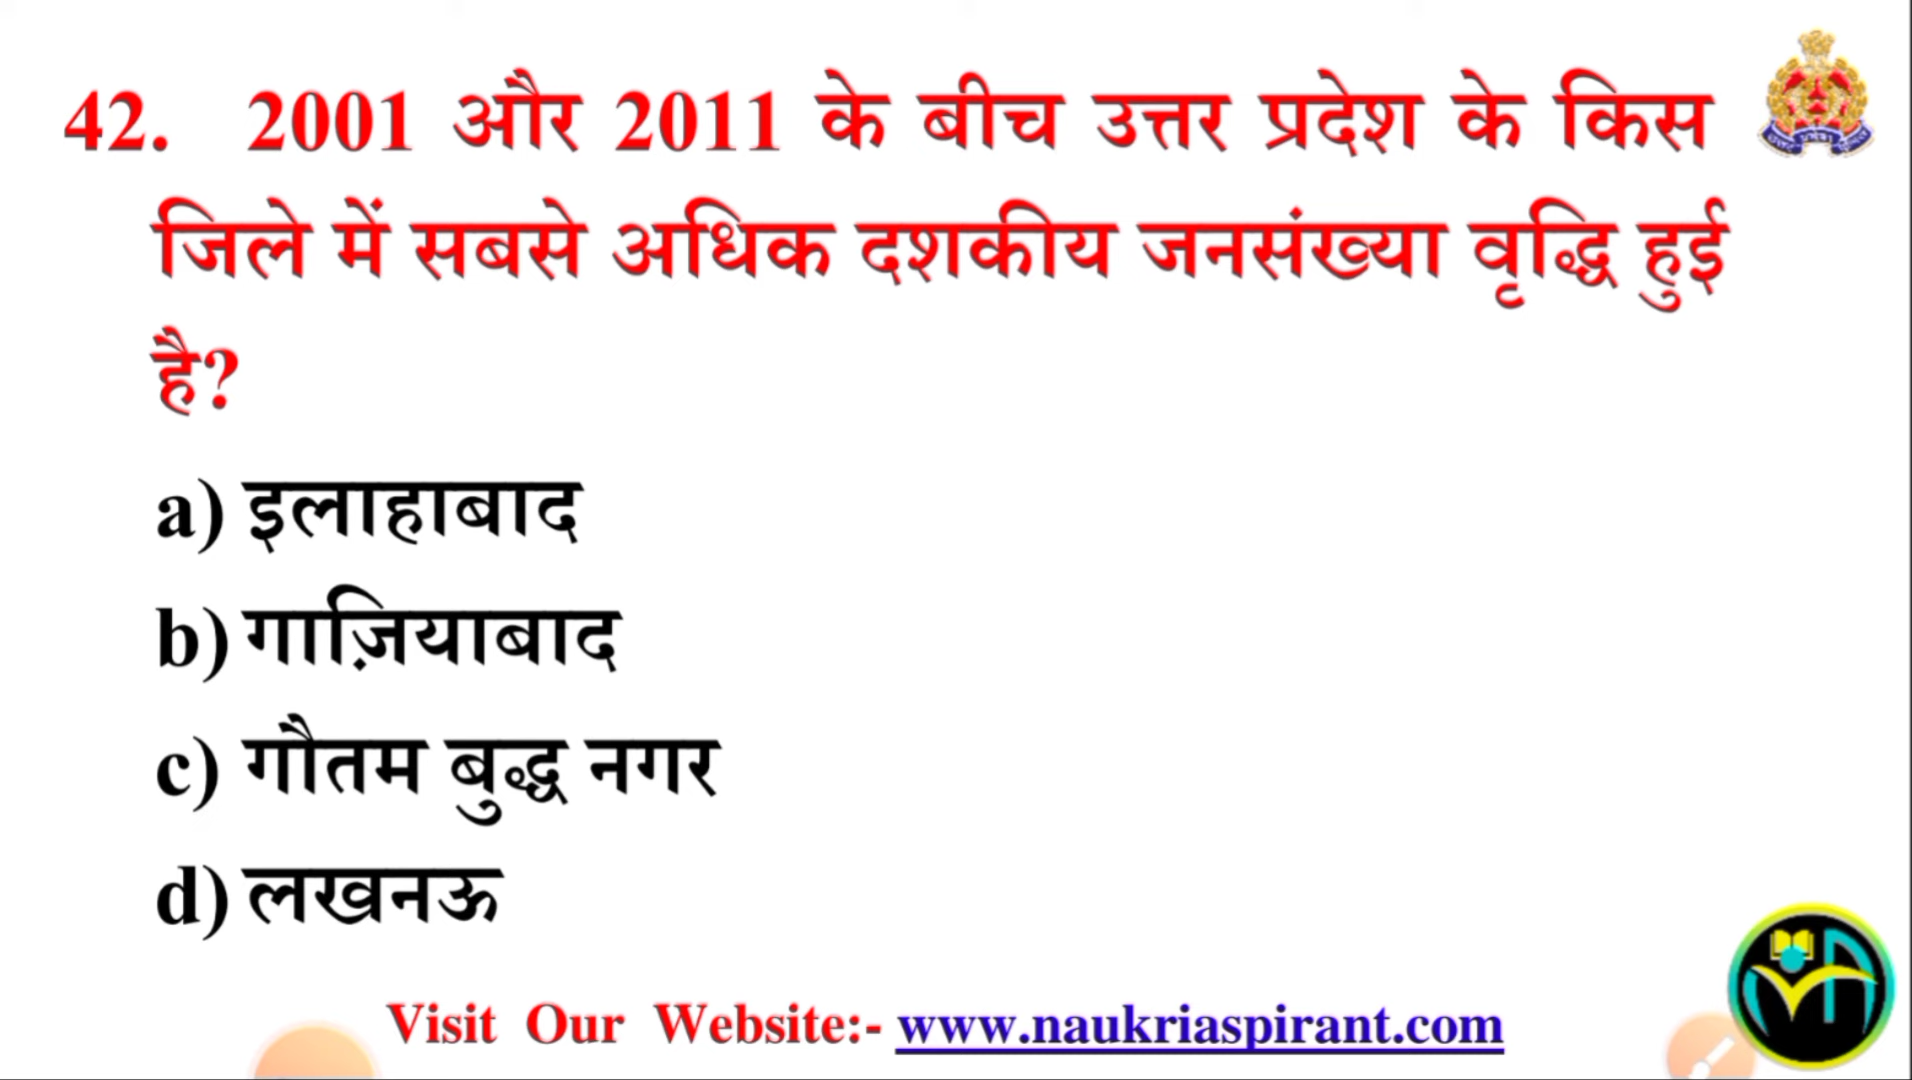 42. 2001 और 2011 के बीच उत्तर प्रदेश के किस
जिले में सबसे अधिक दशकीय जनसंख्या वृद्धि हुई
है?
a) इलाहाबाद
b) गाज़ियाबाद
c) गौतम बुद्ध नगर
d) लखनऊ
Visit Our Website:- www.naukriaspirant.com